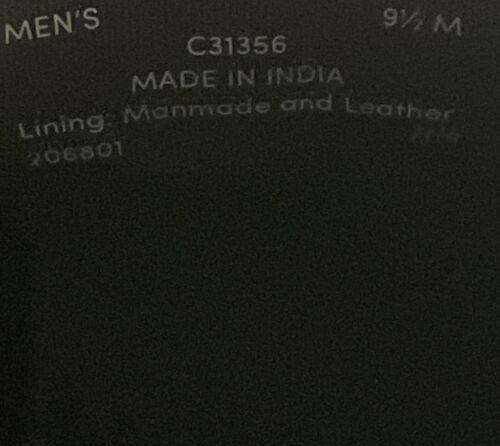 MEN'S 9½ M
C31356
MADE IN INDIA
Lining: Manmade and Leather
206801